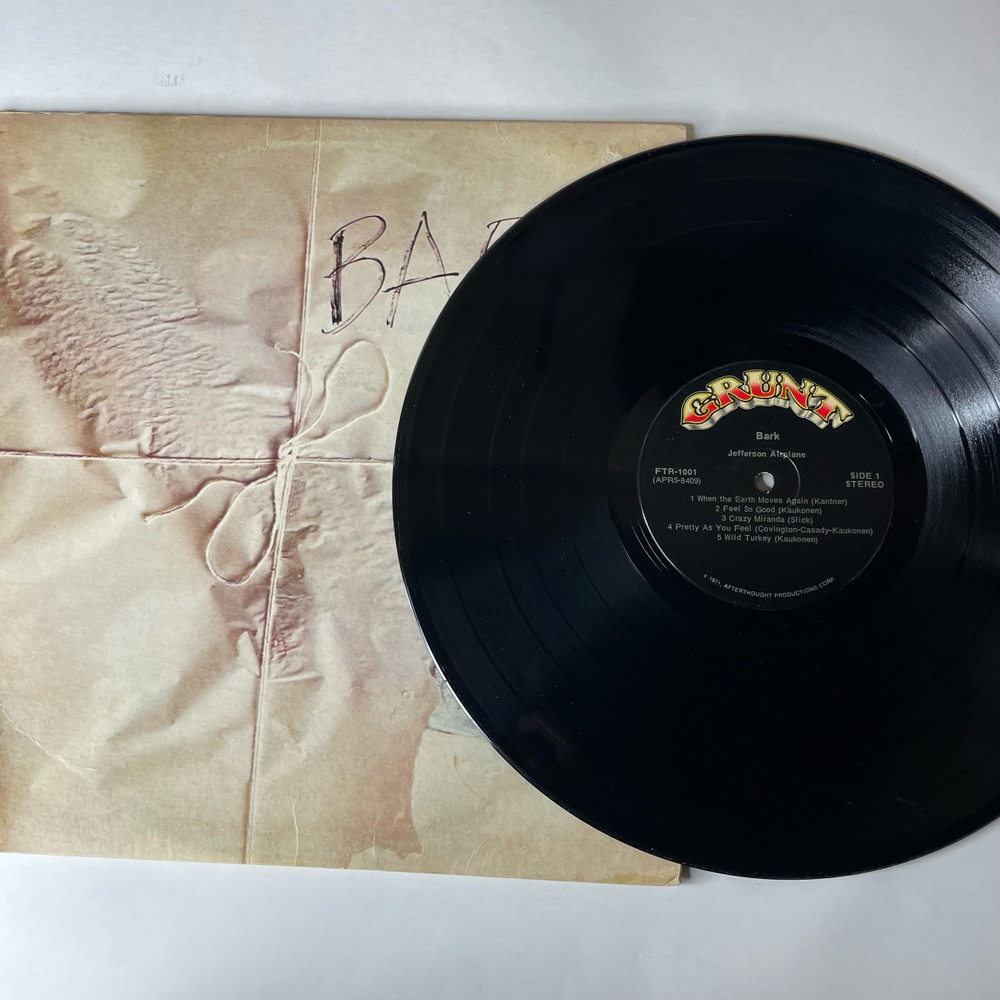 BA
GRUNT
Bark
Jefferson Airplane
FTR-1001
(APRS-8409)
SIDE 1
STEREO
1 When the Earth Moves Again (Kantner)
2 Feel So Good (Kaukonen)
3 Crazy Miranda (Slick)
4 Pretty As You Feel (Covington-Casady-Kaukonen)
5 Wild Turkey (Kaukonen)
℗ 1971, AFTERTHOUGHT PRODUCTIONS CORP.